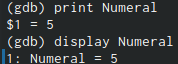 (gdb) print Numeral
$1 = 5
(gdb) display Numeral
1: Numeral = 5